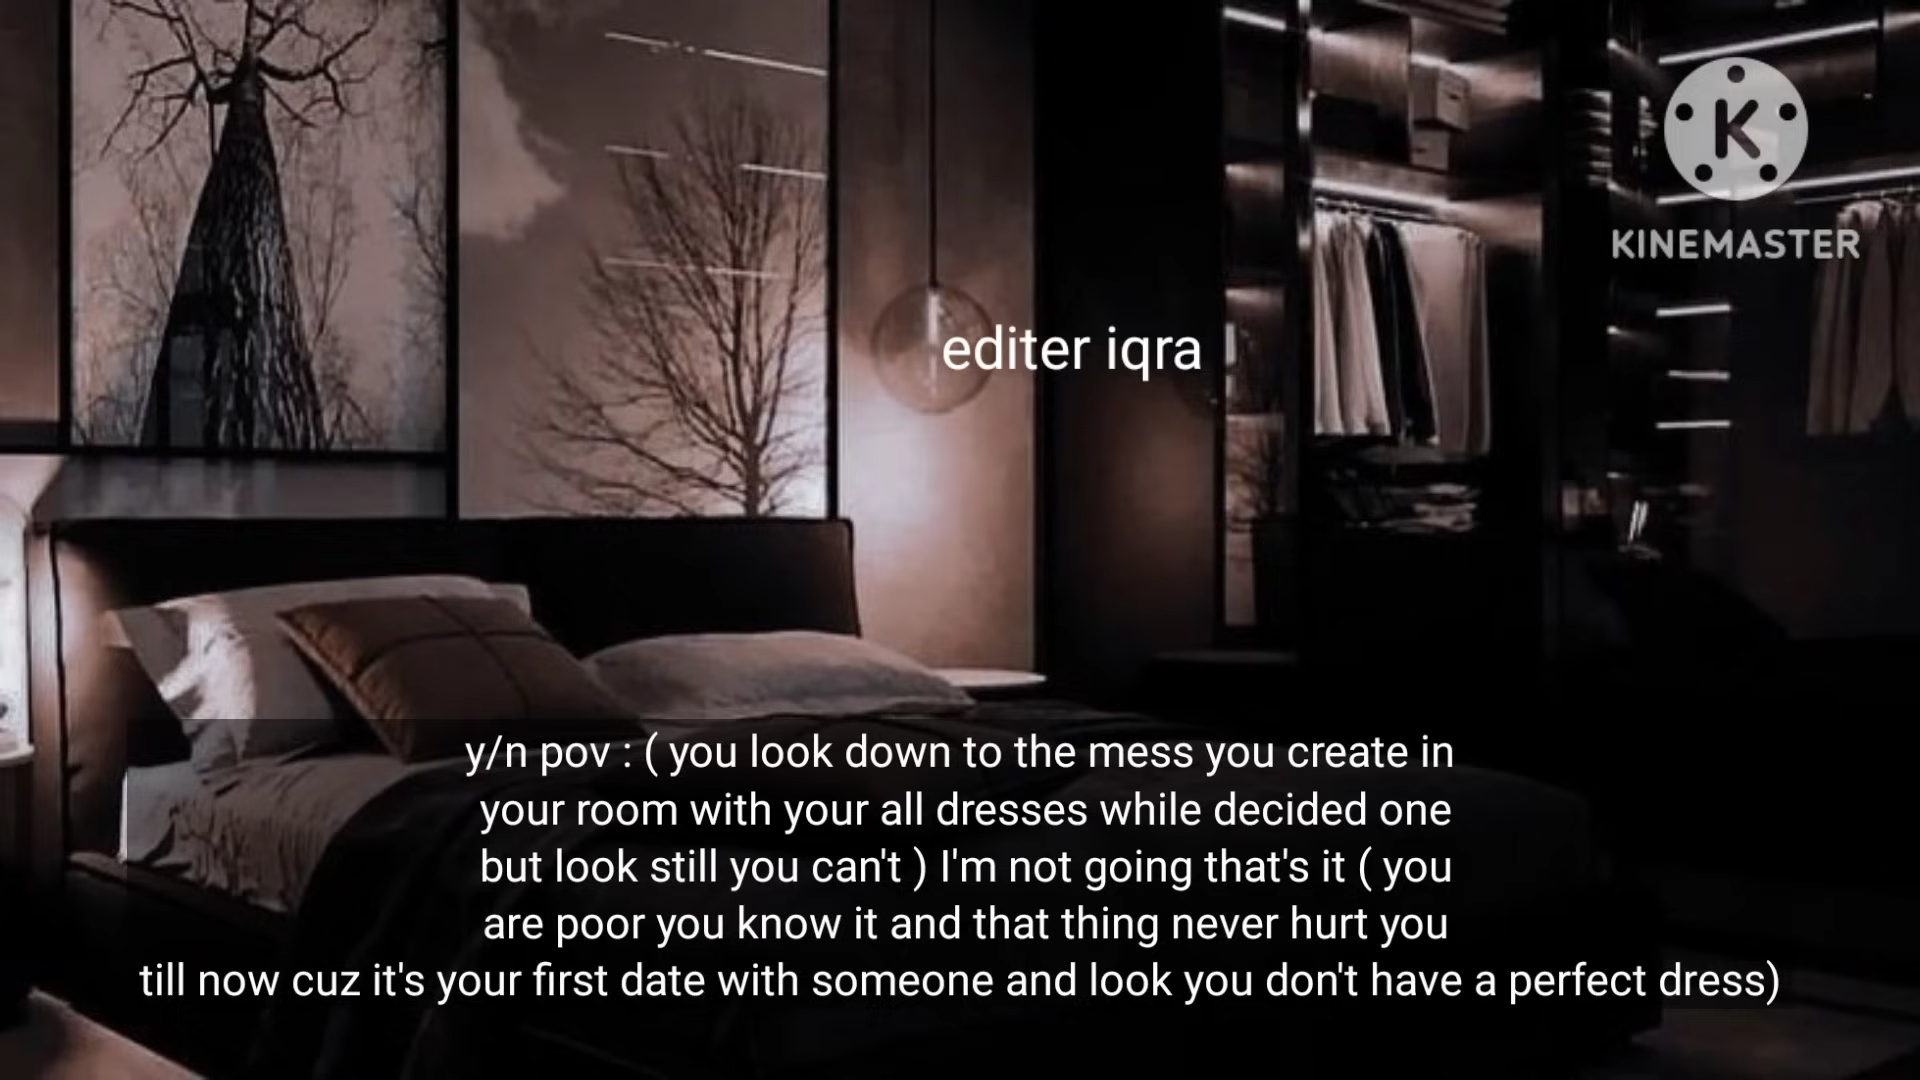 KINEMASTER
editer iqra
y/n pov : ( you look down to the mess you create in
your room with your all dresses while decided one
but look still you can't ) I'm not going that's it ( you
are poor you know it and that thing never hurt you
till now cuz it's your first date with someone and look you don't have a perfect dress)